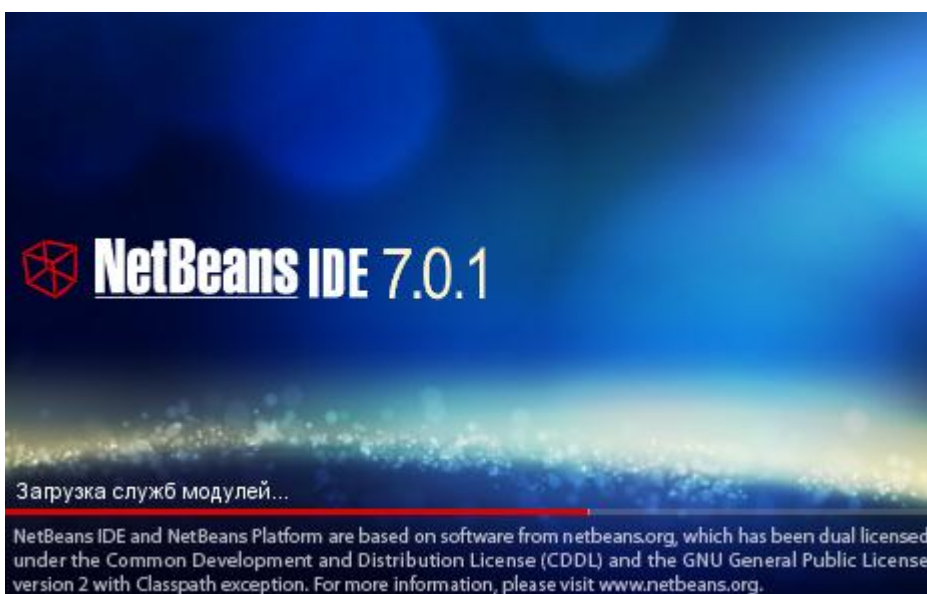 NetBeans IDE 7.0.1
Загрузка служб модулей...
NetBeans IDE and NetBeans Platform are based on software from netbeans.org, which has been dual licensed
under the Common Development and Distribution License (CDDL) and the GNU General Public License
version 2 with Classpath exception. For more information, please visit www.netbeans.org.